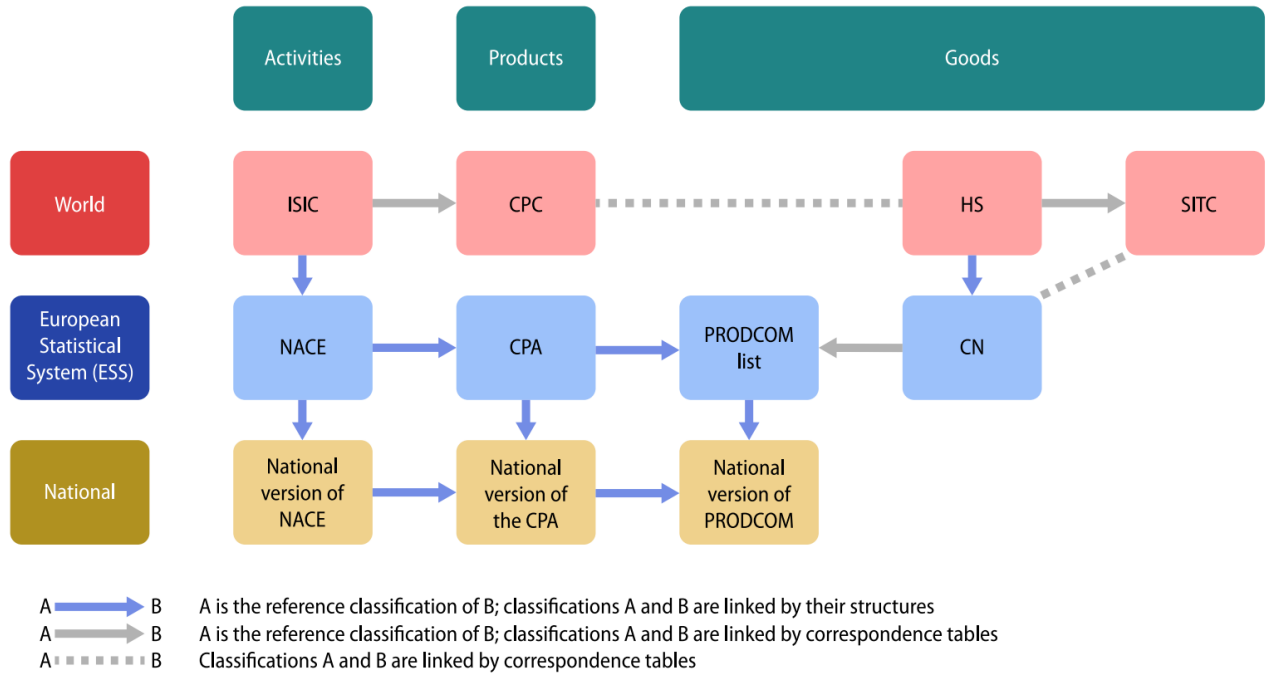 Activities
Products
Goods
World
ISIC
CPC
HS
SITC
European
Statistical
System (ESS)
NACE
CPA
PRODCOM
list
CN
National
National
version of
NACE
National
version of
the CPA
National
version of
PRODCOM
A B A is the reference classification of B; classifications A and B are linked by their structures
A B A is the reference classification of B; classifications A and B are linked by correspondence tables
A B Classifications A and B are linked by correspondence tables